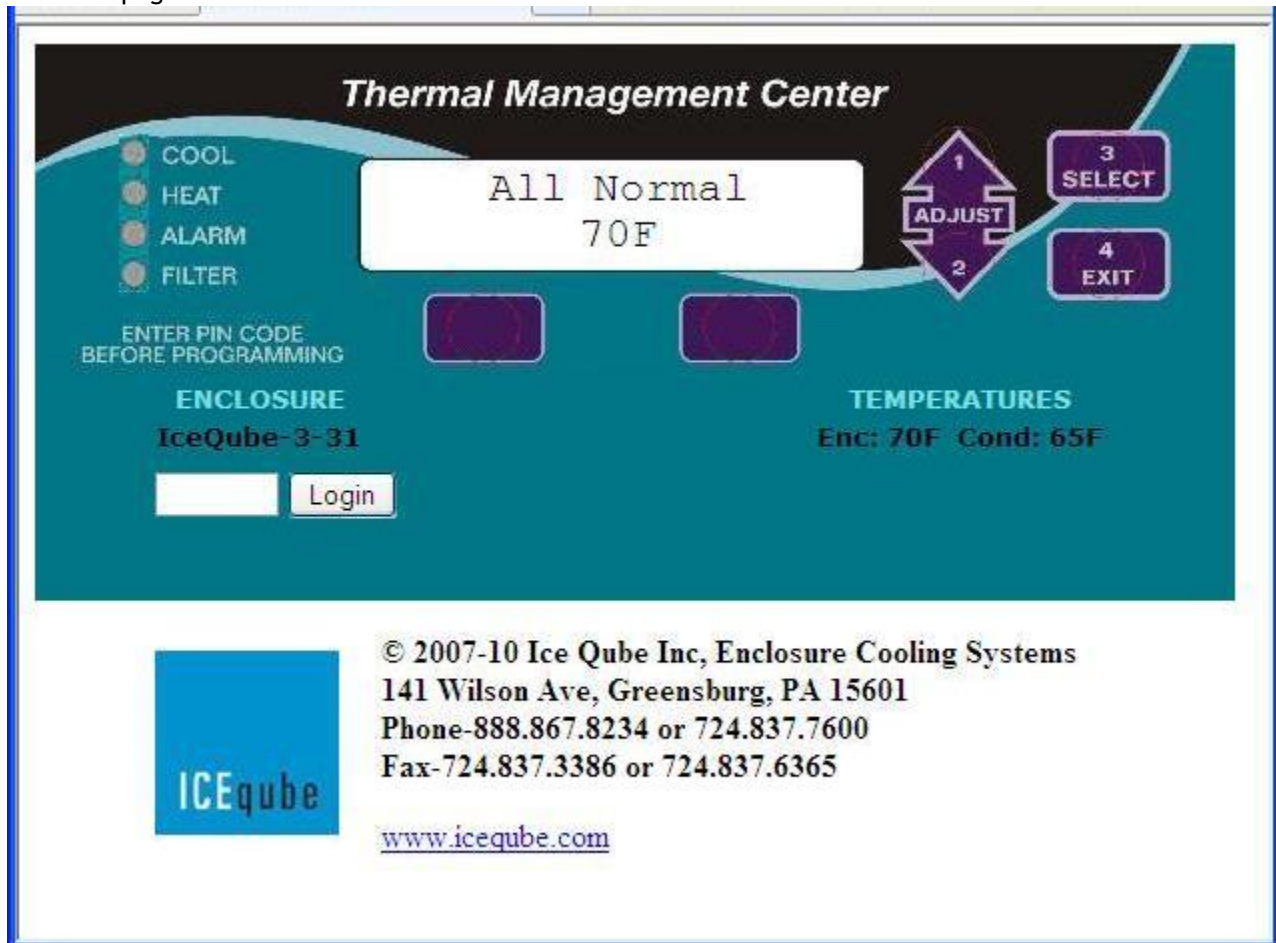 Thermal Management Center
COOL
HEAT
ALARM
FILTER
All Normal
70F
1
ADJUST
2
3
SELECT
4
EXIT
ENTER PIN CODE
BEFORE PROGRAMMING
ENCLOSURE
IceQube-3-31
Login
TEMPERATURES
Enc: 70F Cond: 65F
© 2007-10 Ice Qube Inc, Enclosure Cooling Systems
141 Wilson Ave, Greensburg, PA 15601
Phone-888.867.8234 or 724.837.7600
Fax-724.837.3386 or 724.837.6365
ICEqube
www.iceqube.com